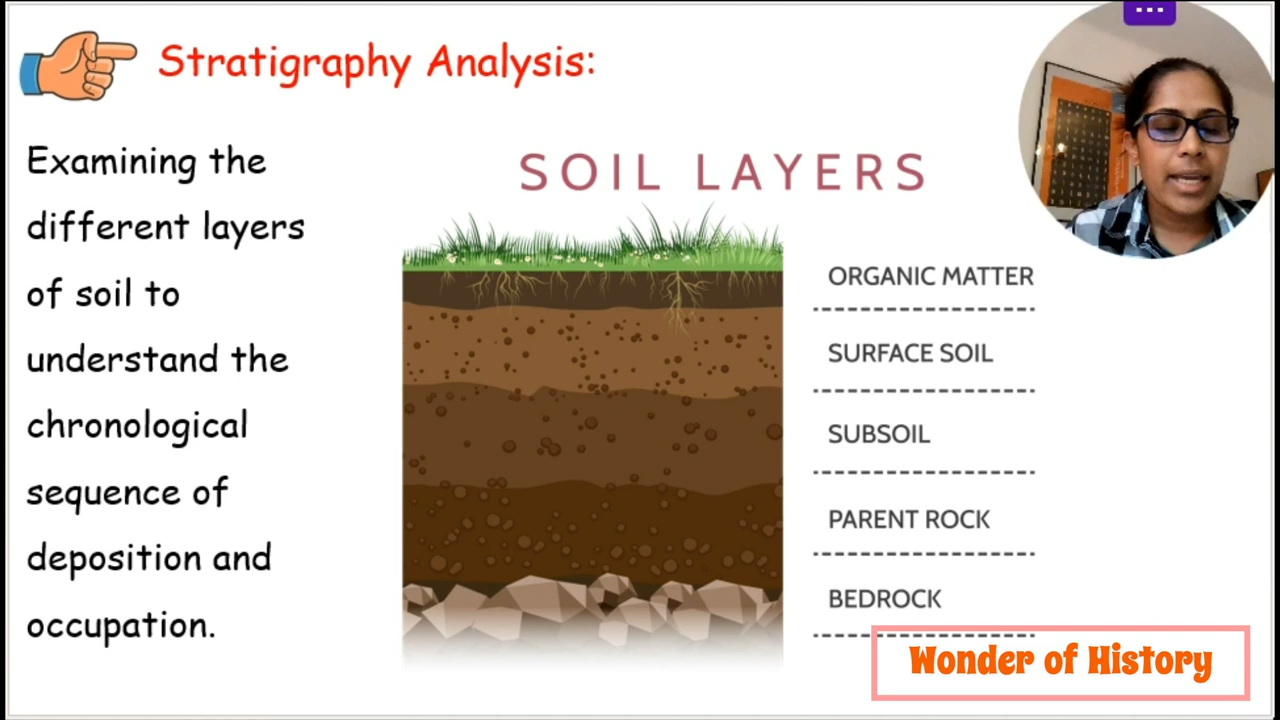 Stratigraphy Analysis:
Examining the
different layers
of soil to
understand the
chronological
sequence of
deposition and
occupation.
SOIL LAYERS
ORGANIC MATTER
SURFACE SOIL
SUBSOIL
PARENT ROCK
BEDROCK
Wonder of History